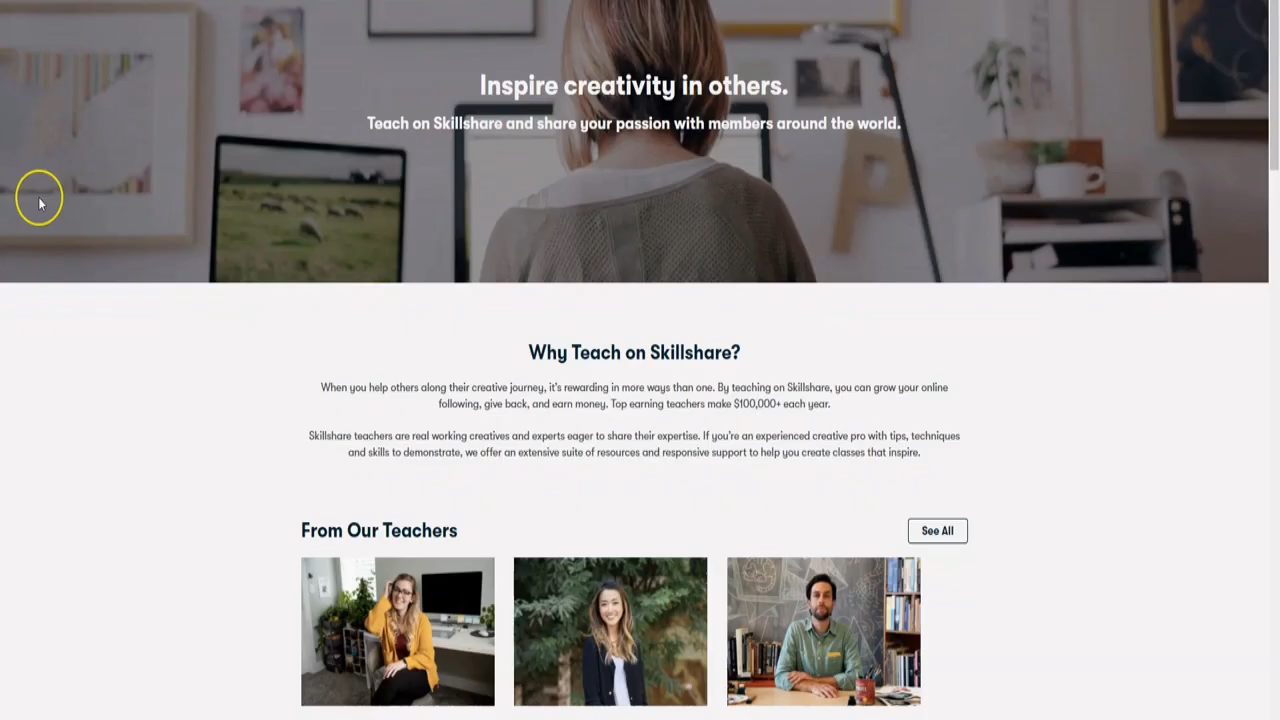 Inspire creativity in others.
Teach on Skillshare and share your passion with members around the world.
Why Teach on Skillshare?
When you help others along their creative journey, it's rewarding in more ways than one. By teaching on Skillshare, you can grow your online
following, give back, and earn money. Top earning teachers make $100,000+ each year.
Skillshare teachers are real working creatives and experts eager to share their expertise. If you're an experienced creative pro with tips, techniques
and skills to demonstrate, we offer an extensive suite of resources and responsive support to help you create classes that inspire.
From Our Teachers
See All